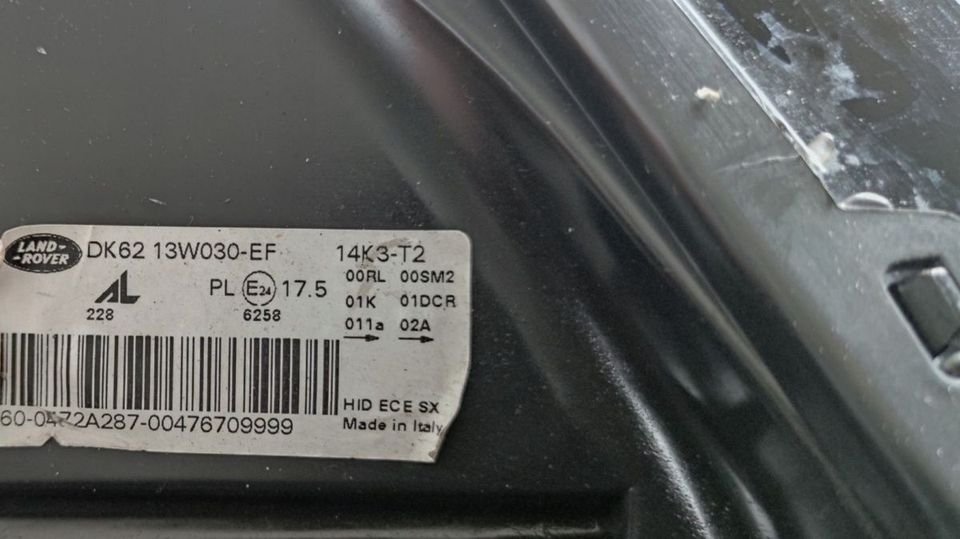 LAND-
-ROVER
DK62 13W030-EF 14K3-T2
00RL 00SM2
AL PL E24 17.5
01K 01DCR
228 6258
011a 02A
HID ECE SX
60-0472A287-00476709999
Made in Italy